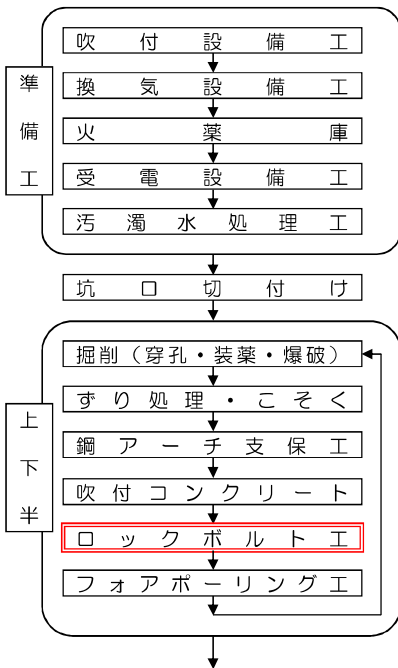 準備工
吹付設備工
換気設備工
火薬庫
受電設備工
汚濁水処理工
坑口切付け
上下半
掘削（穿孔・装薬・爆破）
ずり処理・こそく
鋼アーチ支保工
吹付コンクリート
ロックボルト工
フォアポーリング工